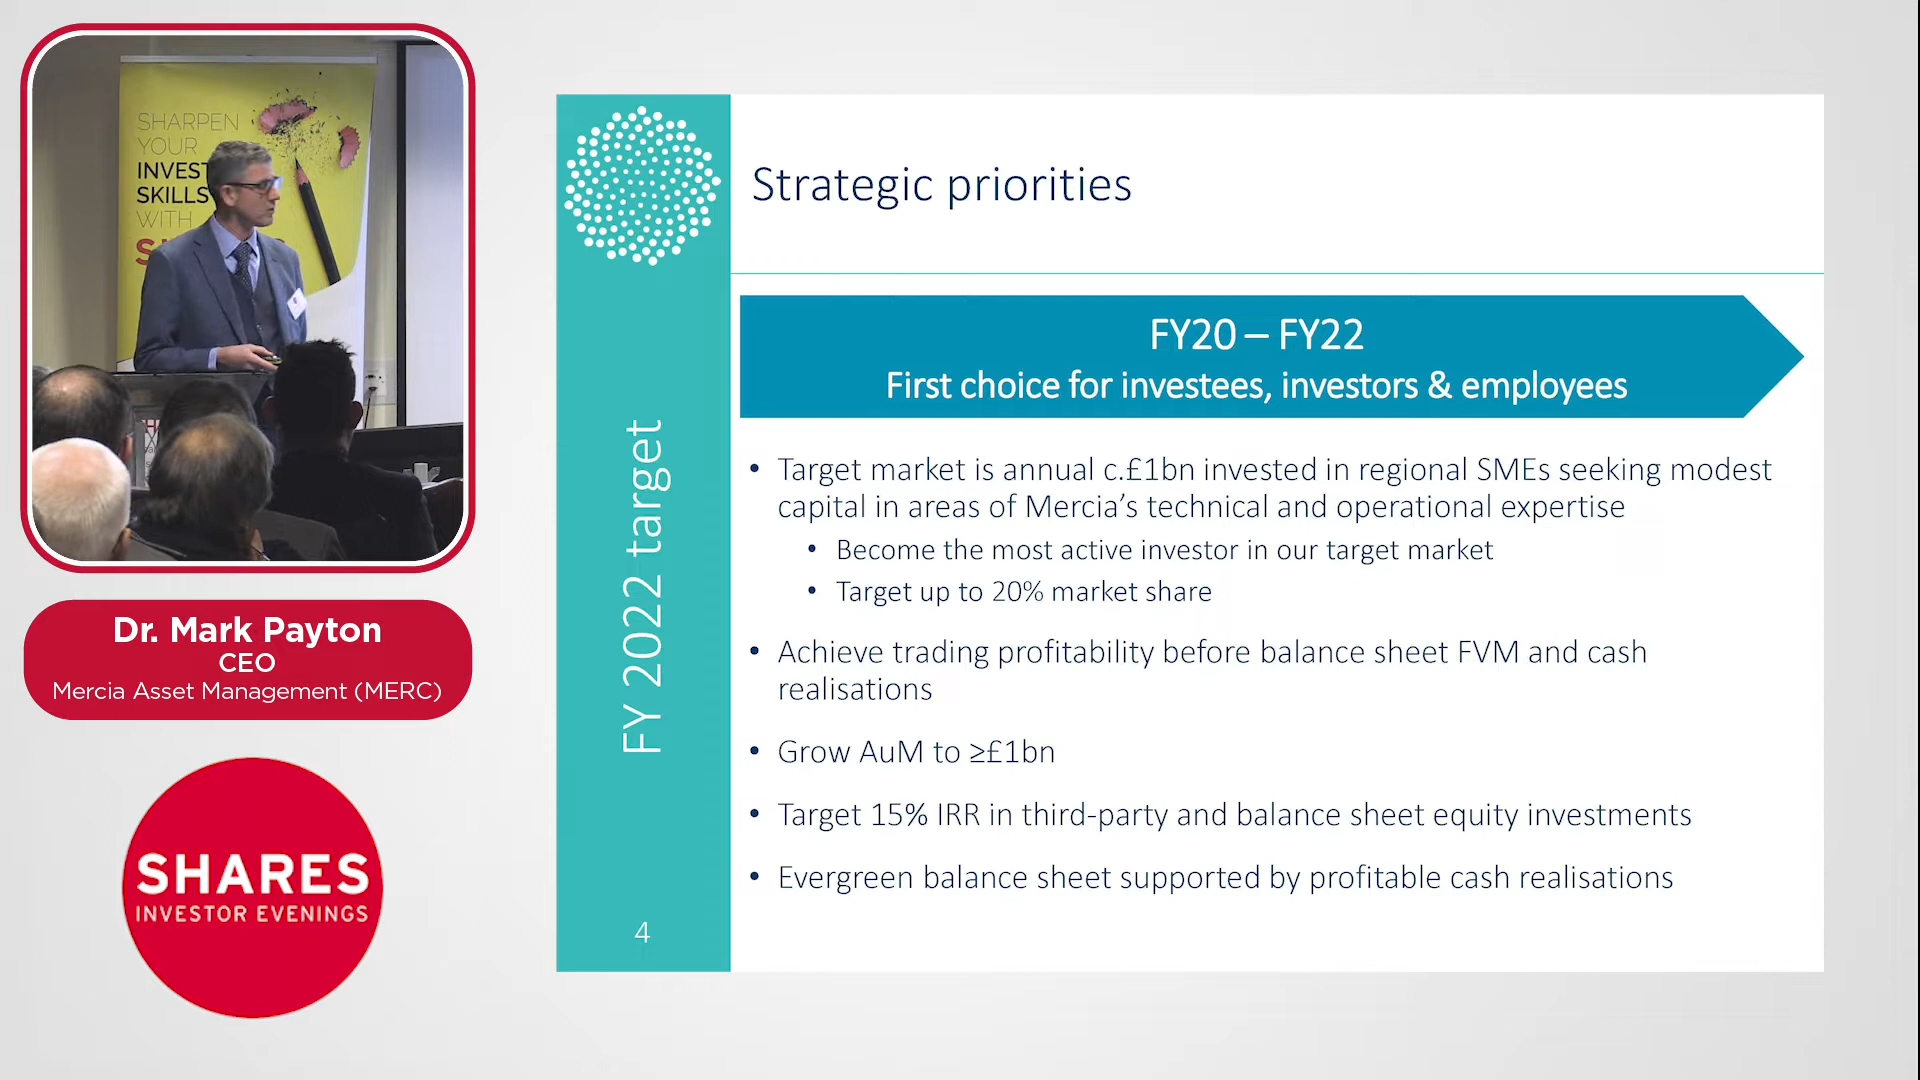 SHARPEN
YOUR
INVEST
SKILLS
WITH
Dr. Mark Payton
CEO
Mercia Asset Management (MERC)
SHARES
INVESTOR EVENINGS
FY 2022 target
4
Strategic priorities
FY20 – FY22
First choice for investees, investors & employees
• Target market is annual c.£1bn invested in regional SMEs seeking modest
capital in areas of Mercia’s technical and operational expertise
• Become the most active investor in our target market
• Target up to 20% market share
• Achieve trading profitability before balance sheet FVM and cash
realisations
• Grow AuM to ≥£1bn
• Target 15% IRR in third-party and balance sheet equity investments
• Evergreen balance sheet supported by profitable cash realisations